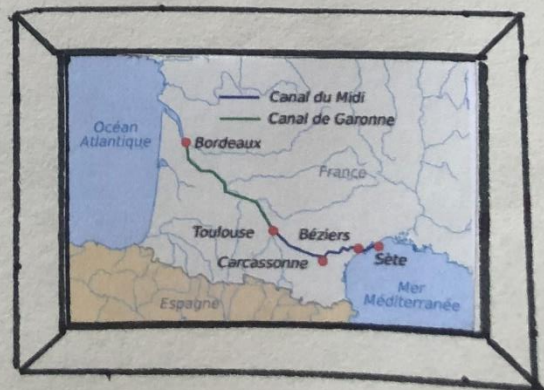 Canal du Midi
Canal de Garonne
Océan
Atlantique
Bordeaux
France
Toulouse
Béziers
Carcassonne
Sète
Mer
Méditerranée
Espagne